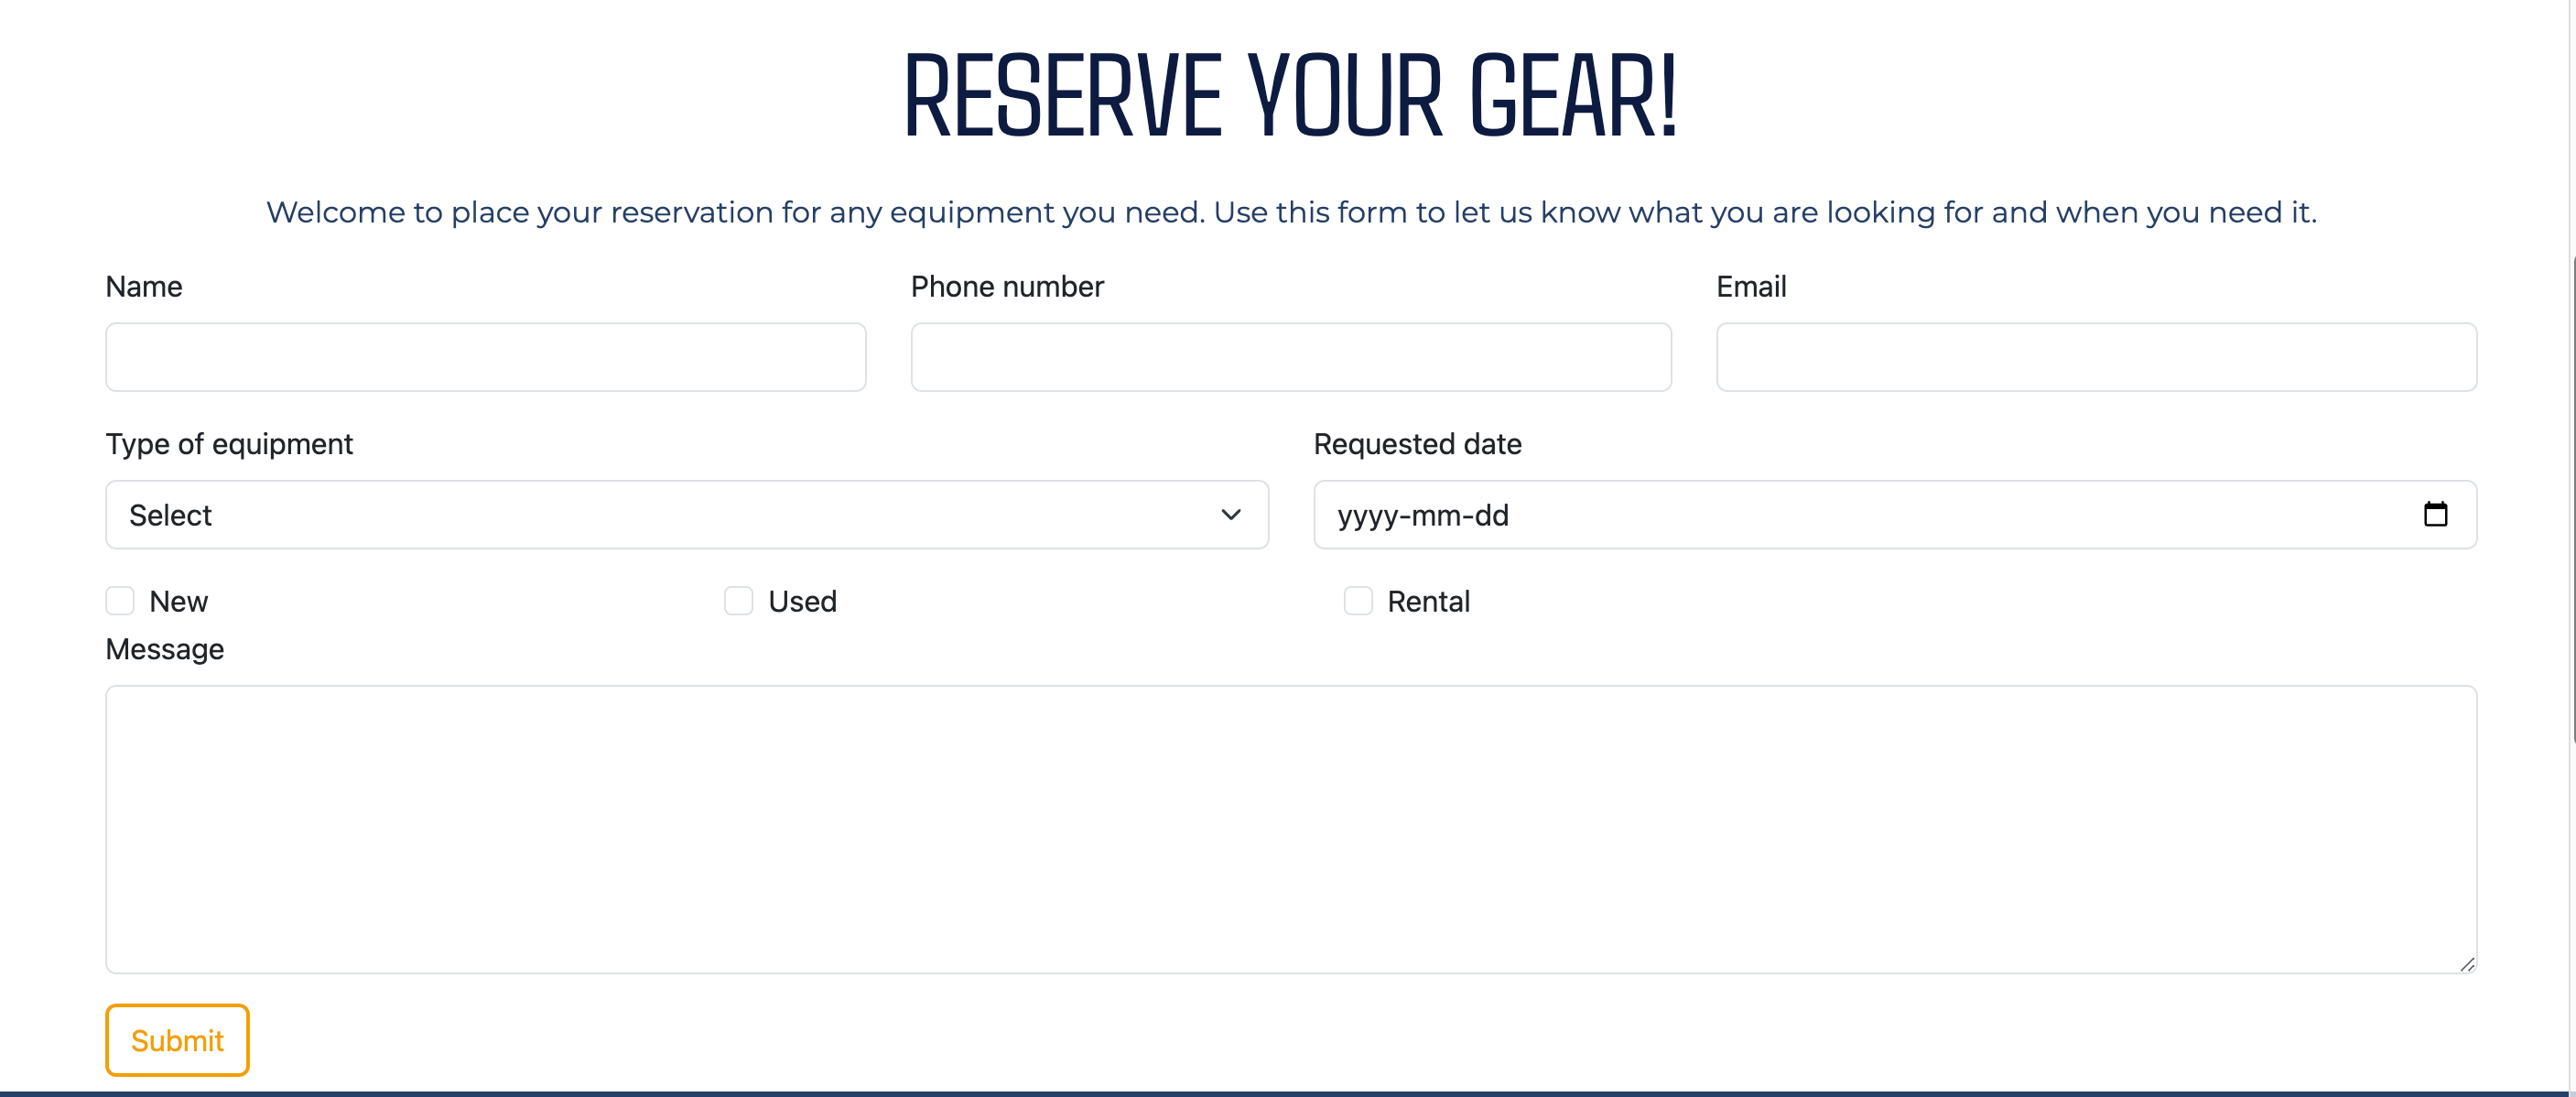 RESERVE YOUR GEAR!
Welcome to place your reservation for any equipment you need. Use this form to let us know what you are looking for and when you need it.
Name Phone number Email
Type of equipment Requested date
Select yyyy-mm-dd
New Used Rental
Message
Submit